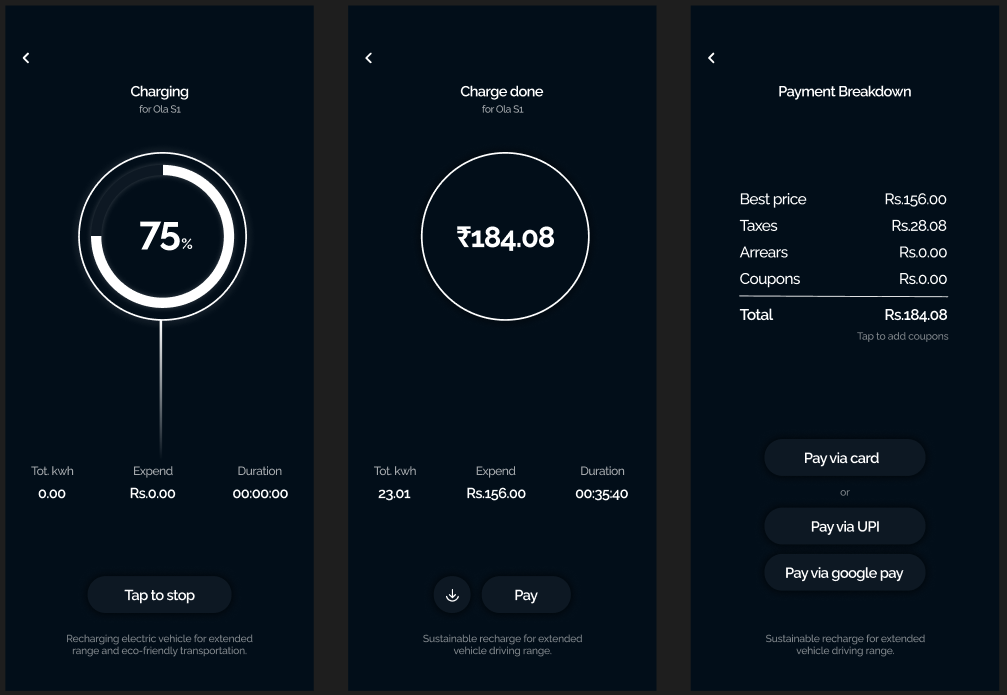 Charging
for Ola S1
75%
Tot. kwh
Expend
Duration
0.00
Rs.0.00
00:00:00
Tap to stop
Recharging electric vehicle for extended
range and eco-friendly transportation.
Charge done
for Ola S1
₹184.08
Tot. kwh
Expend
Duration
23.01
Rs.156.00
00:35:40
Pay
Sustainable recharge for extended
vehicle driving range.
Payment Breakdown
Best price Rs.156.00
Taxes Rs.28.08
Arrears Rs.0.00
Coupons Rs.0.00
Total Rs.184.08
Tap to add coupons
Pay via card
or
Pay via UPI
Pay via google pay
Sustainable recharge for extended
vehicle driving range.